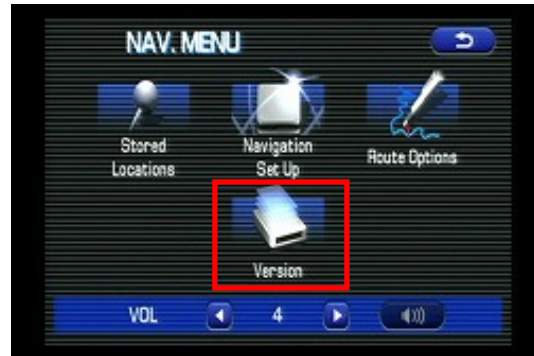 NAV. MENU
Stored
Locations
Navigation
Set Up
Route Options
Version
VOL 4